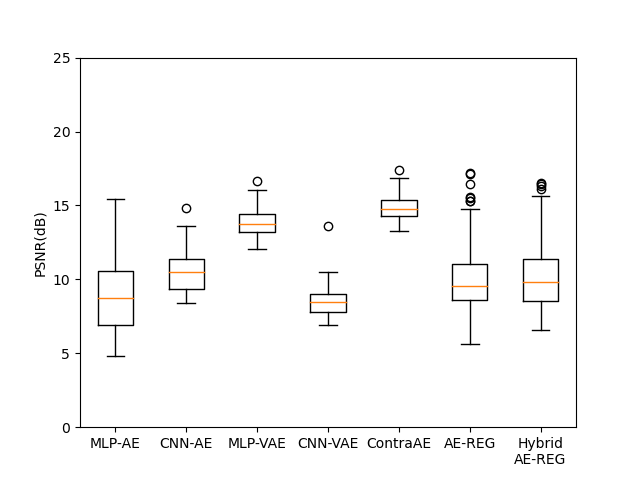 25
20
15
10
5
0
PSNR(dB)
MLP-AE
CNN-AE
MLP-VAE
CNN-VAE
ContraAE
AE-REG
Hybrid
AE-REG